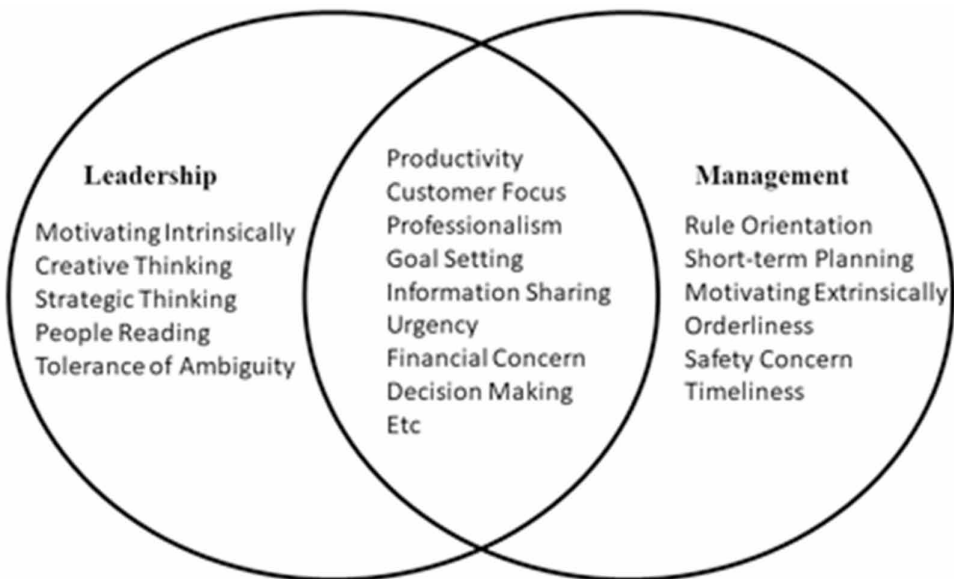 Leadership
Motivating Intrinsically
Creative Thinking
Strategic Thinking
People Reading
Tolerance of Ambiguity
Productivity
Customer Focus
Professionalism
Goal Setting
Information Sharing
Urgency
Financial Concern
Decision Making
Etc
Management
Rule Orientation
Short-term Planning
Motivating Extrinsically
Orderliness
Safety Concern
Timeliness